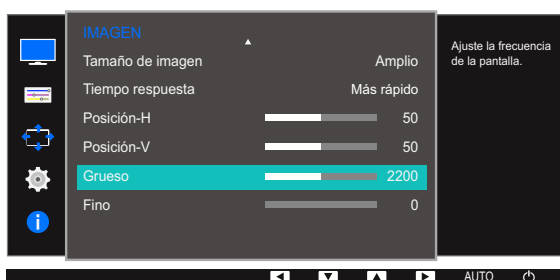 IMAGEN
Tamaño de imagen Amplio
Tiempo respuesta Más rápido
Posición-H 50
Posición-V 50
Grueso 2200
Fino 0
Ajuste la frecuencia
de la pantalla.
AUTO